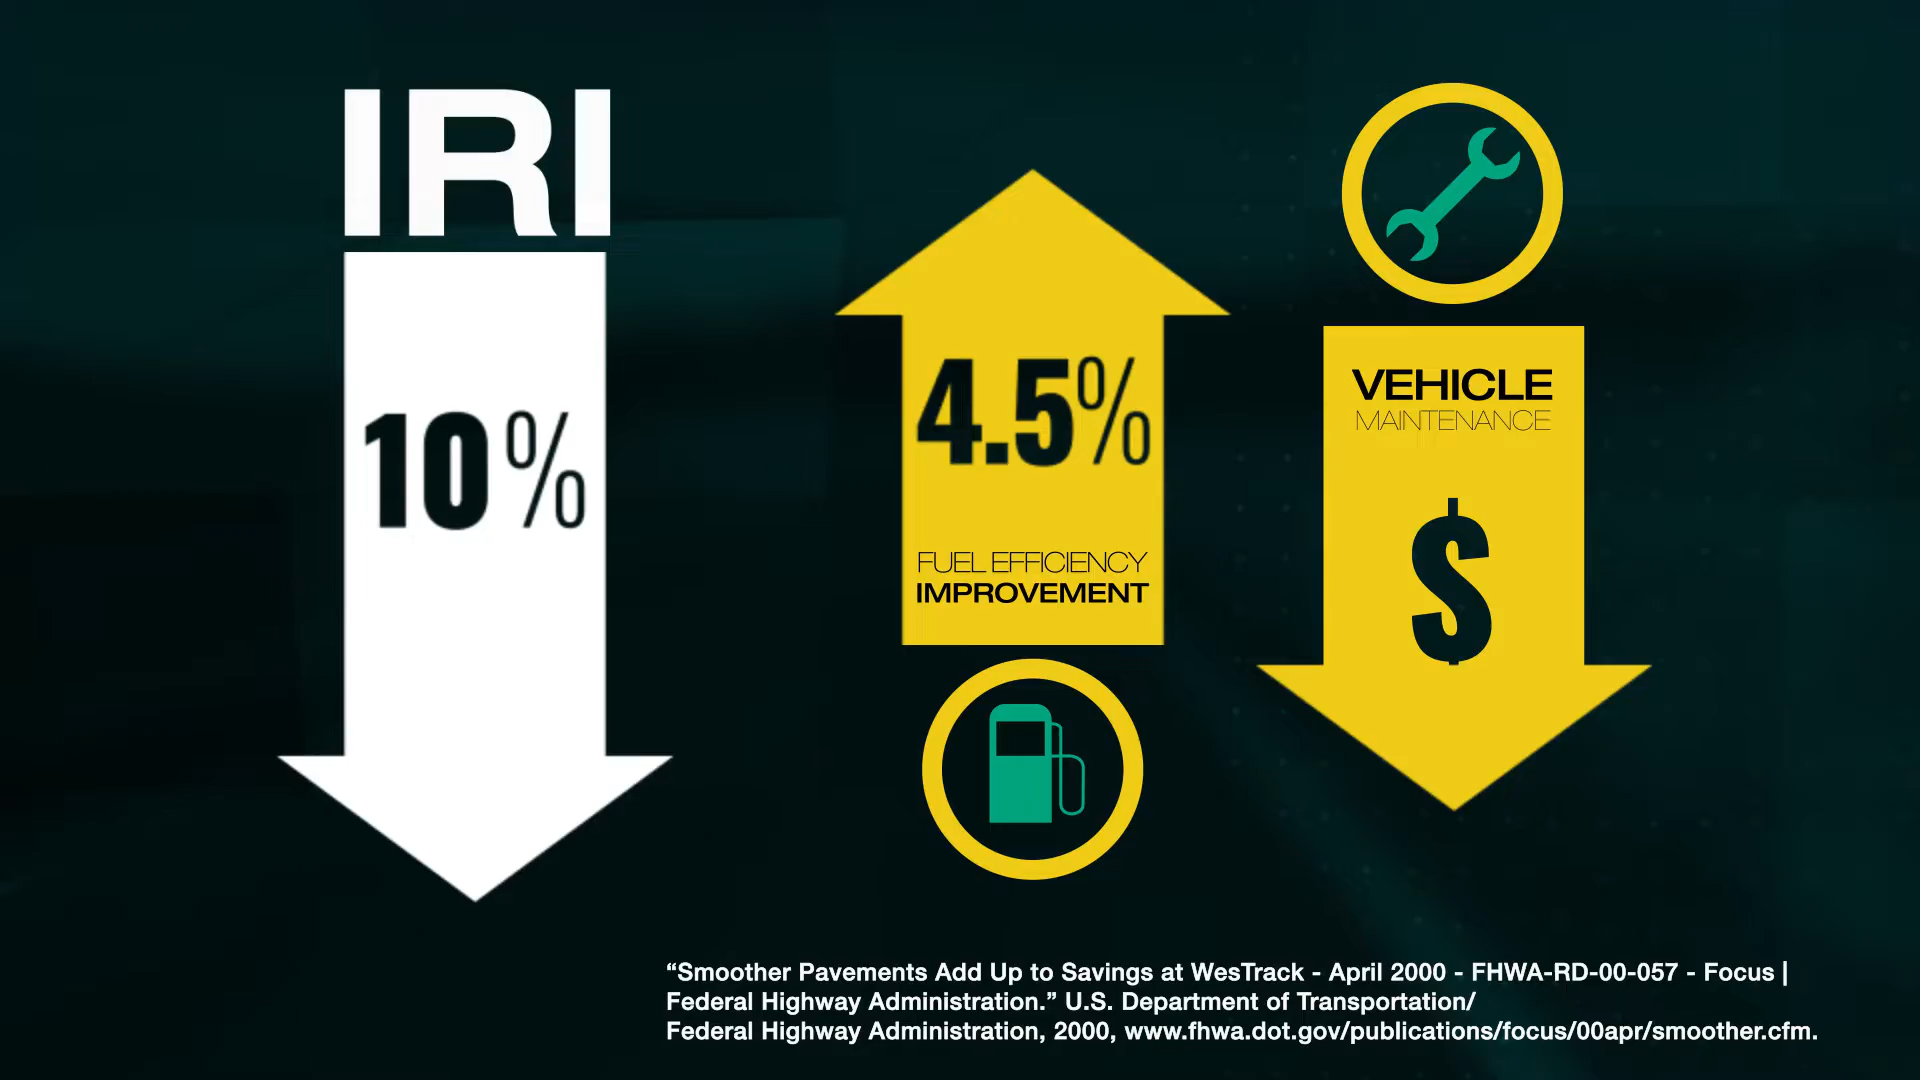 IRI
10%
4.5%
FUEL EFFICIENCY
IMPROVEMENT
VEHICLE
MAINTENANCE
$
“Smoother Pavements Add Up to Savings at WesTrack - April 2000 - FHWA-RD-00-057 - Focus |
Federal Highway Administration.” U.S. Department of Transportation/
Federal Highway Administration, 2000, www.fhwa.dot.gov/publications/focus/00apr/smoother.cfm.